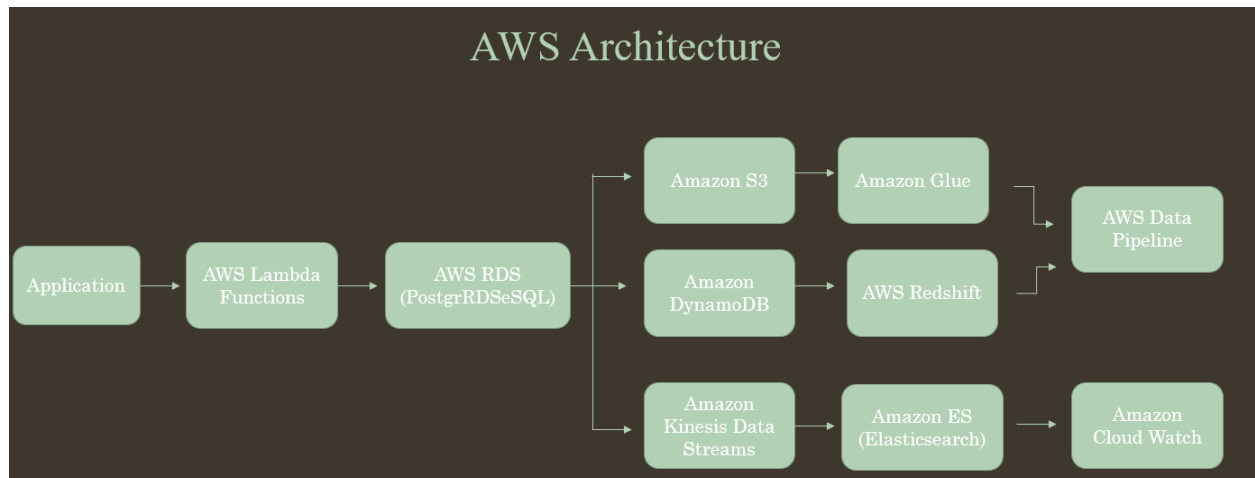 AWS Architecture
Application
AWS Lambda
Functions
AWS RDS
(PostgrRDSeSQL)
Amazon S3
Amazon Glue
AWS Data
Pipeline
Amazon
DynamoDB
AWS Redshift
Amazon
Kinesis Data
Streams
Amazon ES
(Elasticsearch)
Amazon
Cloud Watch